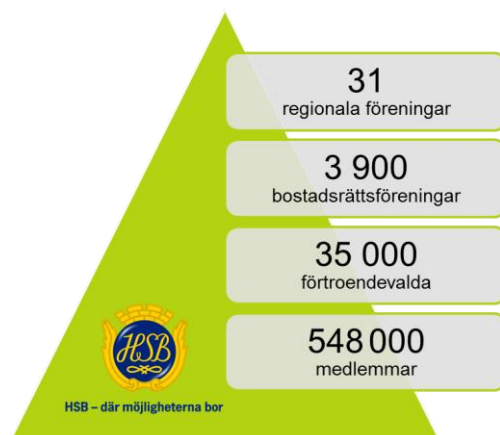 31
regionala föreningar
3 900
bostadsrättsföreningar
35 000
förtroendevalda
548 000
medlemmar
HSB
HSB – där möjligheterna bor